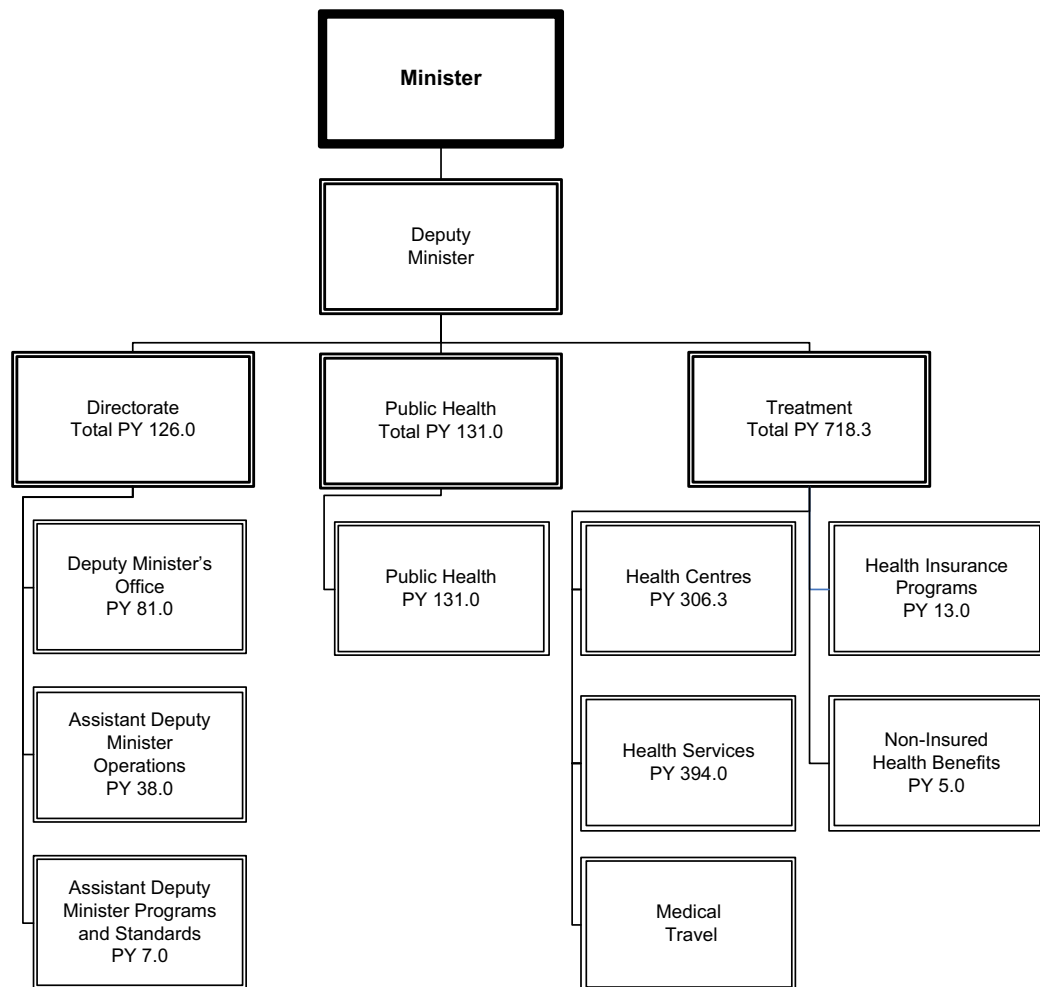 Minister
Deputy
Minister
Directorate
Total PY 126.0
Public Health
Total PY 131.0
Treatment
Total PY 718.3
Deputy Minister’s
Office
PY 81.0
Public Health
PY 131.0
Health Centres
PY 306.3
Health Insurance
Programs
PY 13.0
Assistant Deputy
Minister
Operations
PY 38.0
Health Services
PY 394.0
Non-Insured
Health Benefits
PY 5.0
Assistant Deputy
Minister Programs
and Standards
PY 7.0
Medical
Travel